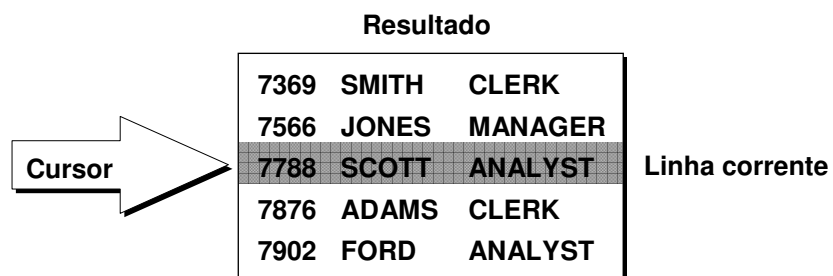 Resultado
7369 SMITH CLERK
7566 JONES MANAGER
Cursor
7788 SCOTT ANALYST
Linha corrente
7876 ADAMS CLERK
7902 FORD ANALYST